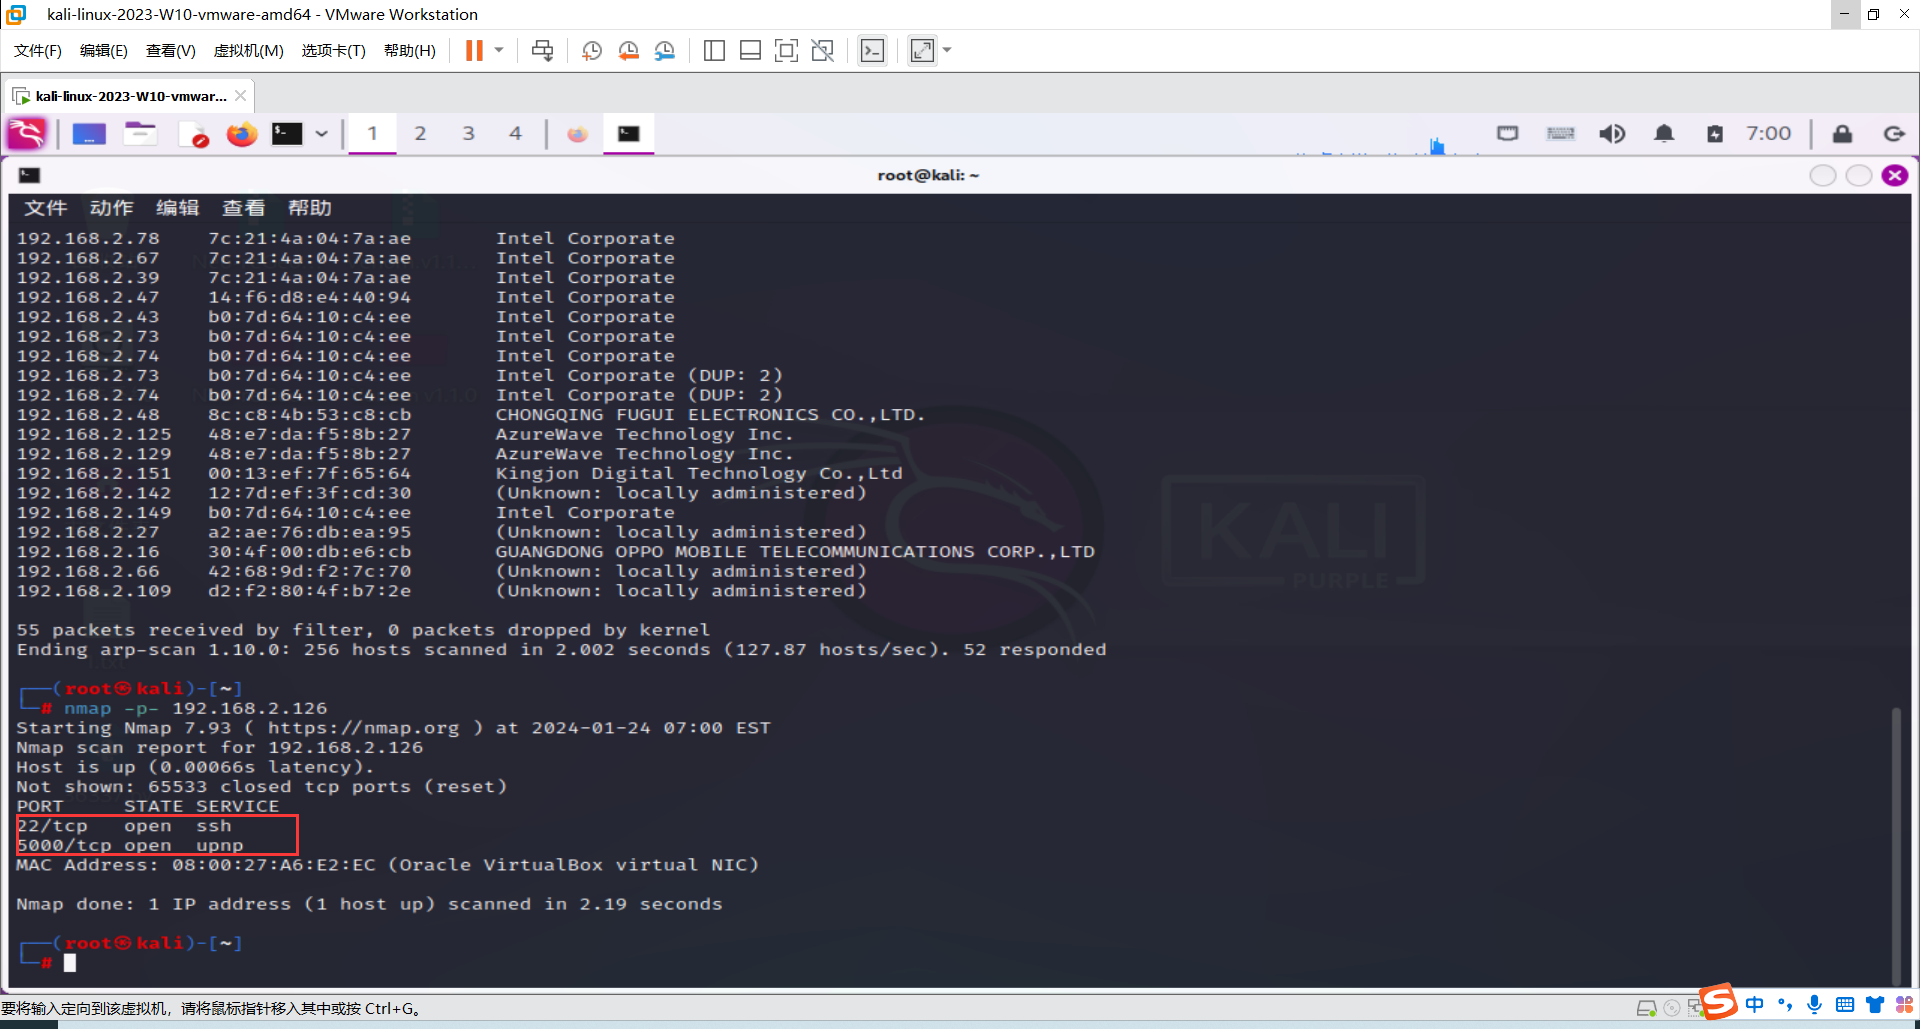 kali-linux-2023-W10-vmware-amd64 - VMware Workstation
文件(F) 编辑(E) 查看(V) 虚拟机(M) 选项卡(T) 帮助(H)
kali-linux-2023-W10-vmwar...
1 2 3 4 7:00
root@kali: ~
文件 动作 编辑 查看 帮助
192.168.2.78 7c:21:4a:04:7a:ae Intel Corporate
192.168.2.67 7c:21:4a:04:7a:ae Intel Corporate
192.168.2.39 7c:21:4a:04:7a:ae Intel Corporate
192.168.2.47 14:f6:d8:e4:40:94 Intel Corporate
192.168.2.43 b0:7d:64:10:c4:ee Intel Corporate
192.168.2.73 b0:7d:64:10:c4:ee Intel Corporate
192.168.2.74 b0:7d:64:10:c4:ee Intel Corporate
192.168.2.73 b0:7d:64:10:c4:ee Intel Corporate (DUP: 2)
192.168.2.74 b0:7d:64:10:c4:ee Intel Corporate (DUP: 2)
192.168.2.48 8c:c8:4b:53:c8:cb CHONGQING FUGUI ELECTRONICS CO.,LTD.
192.168.2.125 48:e7:da:f5:8b:27 AzureWave Technology Inc.
192.168.2.129 48:e7:da:f5:8b:27 AzureWave Technology Inc.
192.168.2.151 00:13:ef:7f:65:64 Kingjon Digital Technology Co.,Ltd
192.168.2.142 12:7d:ef:3f:cd:30 (Unknown: locally administered)
192.168.2.149 b0:7d:64:10:c4:ee Intel Corporate
192.168.2.27 a2:ae:76:db:ea:95 (Unknown: locally administered)
192.168.2.16 30:4f:00:db:e6:cb GUANGDONG OPPO MOBILE TELECOMMUNICATIONS CORP.,LTD
192.168.2.66 42:68:9d:f2:7c:70 (Unknown: locally administered)
192.168.2.109 d2:f2:80:4f:b7:2e (Unknown: locally administered)
KALI
PURPLE
55 packets received by filter, 0 packets dropped by kernel
Ending arp-scan 1.10.0: 256 hosts scanned in 2.002 seconds (127.87 hosts/sec). 52 responded
┌──(root㉿kali)-[~]
└─# nmap -p- 192.168.2.126
Starting Nmap 7.93 ( https://nmap.org ) at 2024-01-24 07:00 EST
Nmap scan report for 192.168.2.126
Host is up (0.00066s latency).
Not shown: 65533 closed tcp ports (reset)
PORT STATE SERVICE
22/tcp open ssh
5000/tcp open upnp
MAC Address: 08:00:27:A6:E2:EC (Oracle VirtualBox virtual NIC)
Nmap done: 1 IP address (1 host up) scanned in 2.19 seconds
┌──(root㉿kali)-[~]
└─#
要将输入定向到该虚拟机，请将鼠标指针移入其中或按 Ctrl+G。
中